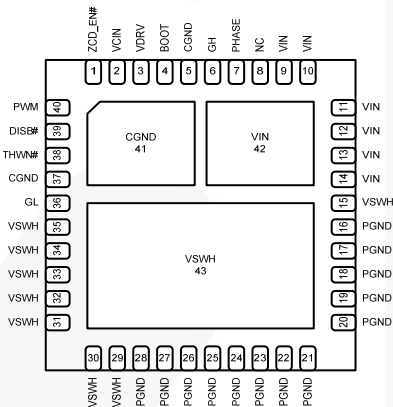 ZCD_EN#
VCIN
VDRV
BOOT
CGND
GH
PHASE
NC
VIN
VIN
1
2
3
4
5
6
7
8
9
10
PWM 40
DISB# 39
THWN# 38
CGND 37
GL 36
VSWH 35
VSWH 34
VSWH 33
VSWH 32
VSWH 31
CGND
41
VIN
42
VSWH
43
11 VIN
12 VIN
13 VIN
14 VIN
15 VSWH
16 PGND
17 PGND
18 PGND
19 PGND
20 PGND
30
29
28
27
26
25
24
23
22
21
VSWH
VSWH
PGND
PGND
PGND
PGND
PGND
PGND
PGND
PGND